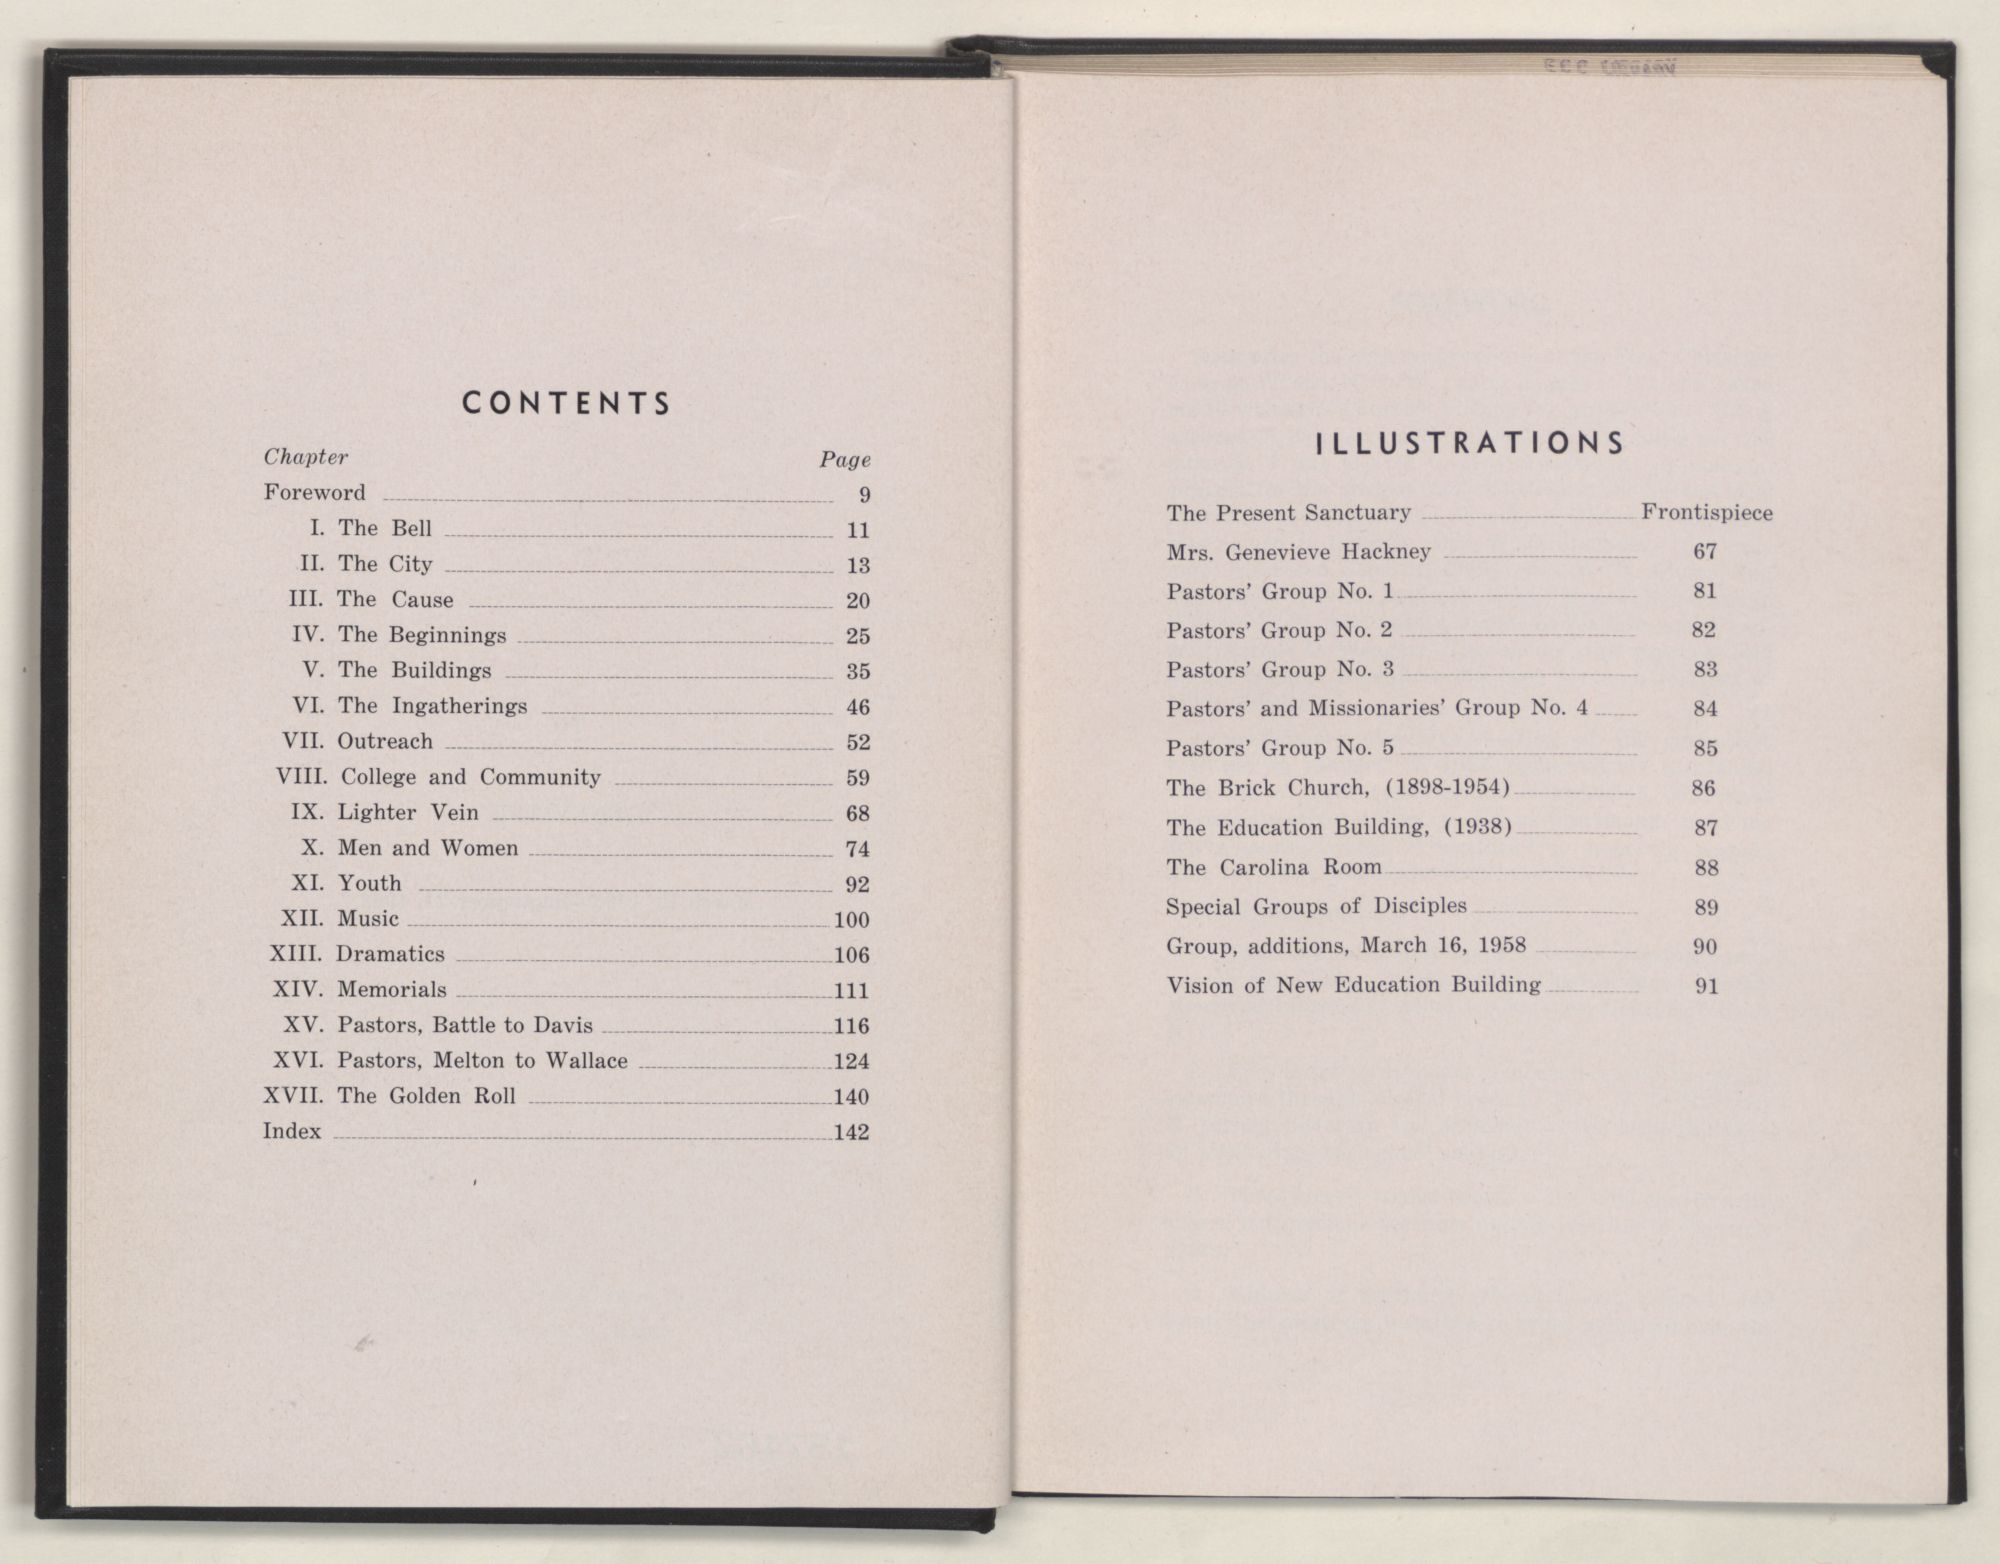 CONTENTS
Chapter Page
Foreword 9
I. The Bell 11
II. The City 13
III. The Cause 20
IV. The Beginnings 25
V. The Buildings 35
VI. The Ingatherings 46
VII. Outreach 52
VIII. College and Community 59
IX. Lighter Vein 68
X. Men and Women 74
XI. Youth 92
XII. Music 100
XIII. Dramatics 106
XIV. Memorials 111
XV. Pastors, Battle to Davis 116
XVI. Pastors, Melton to Wallace 124
XVII. The Golden Roll 140
Index 142
ILLUSTRATIONS
The Present Sanctuary Frontispiece
Mrs. Genevieve Hackney 67
Pastors' Group No. 1 81
Pastors' Group No. 2 82
Pastors' Group No. 3 83
Pastors' and Missionaries' Group No. 4 84
Pastors' Group No. 5 85
The Brick Church, (1898-1954) 86
The Education Building, (1938) 87
The Carolina Room 88
Special Groups of Disciples 89
Group, additions, March 16, 1958 90
Vision of New Education Building 91